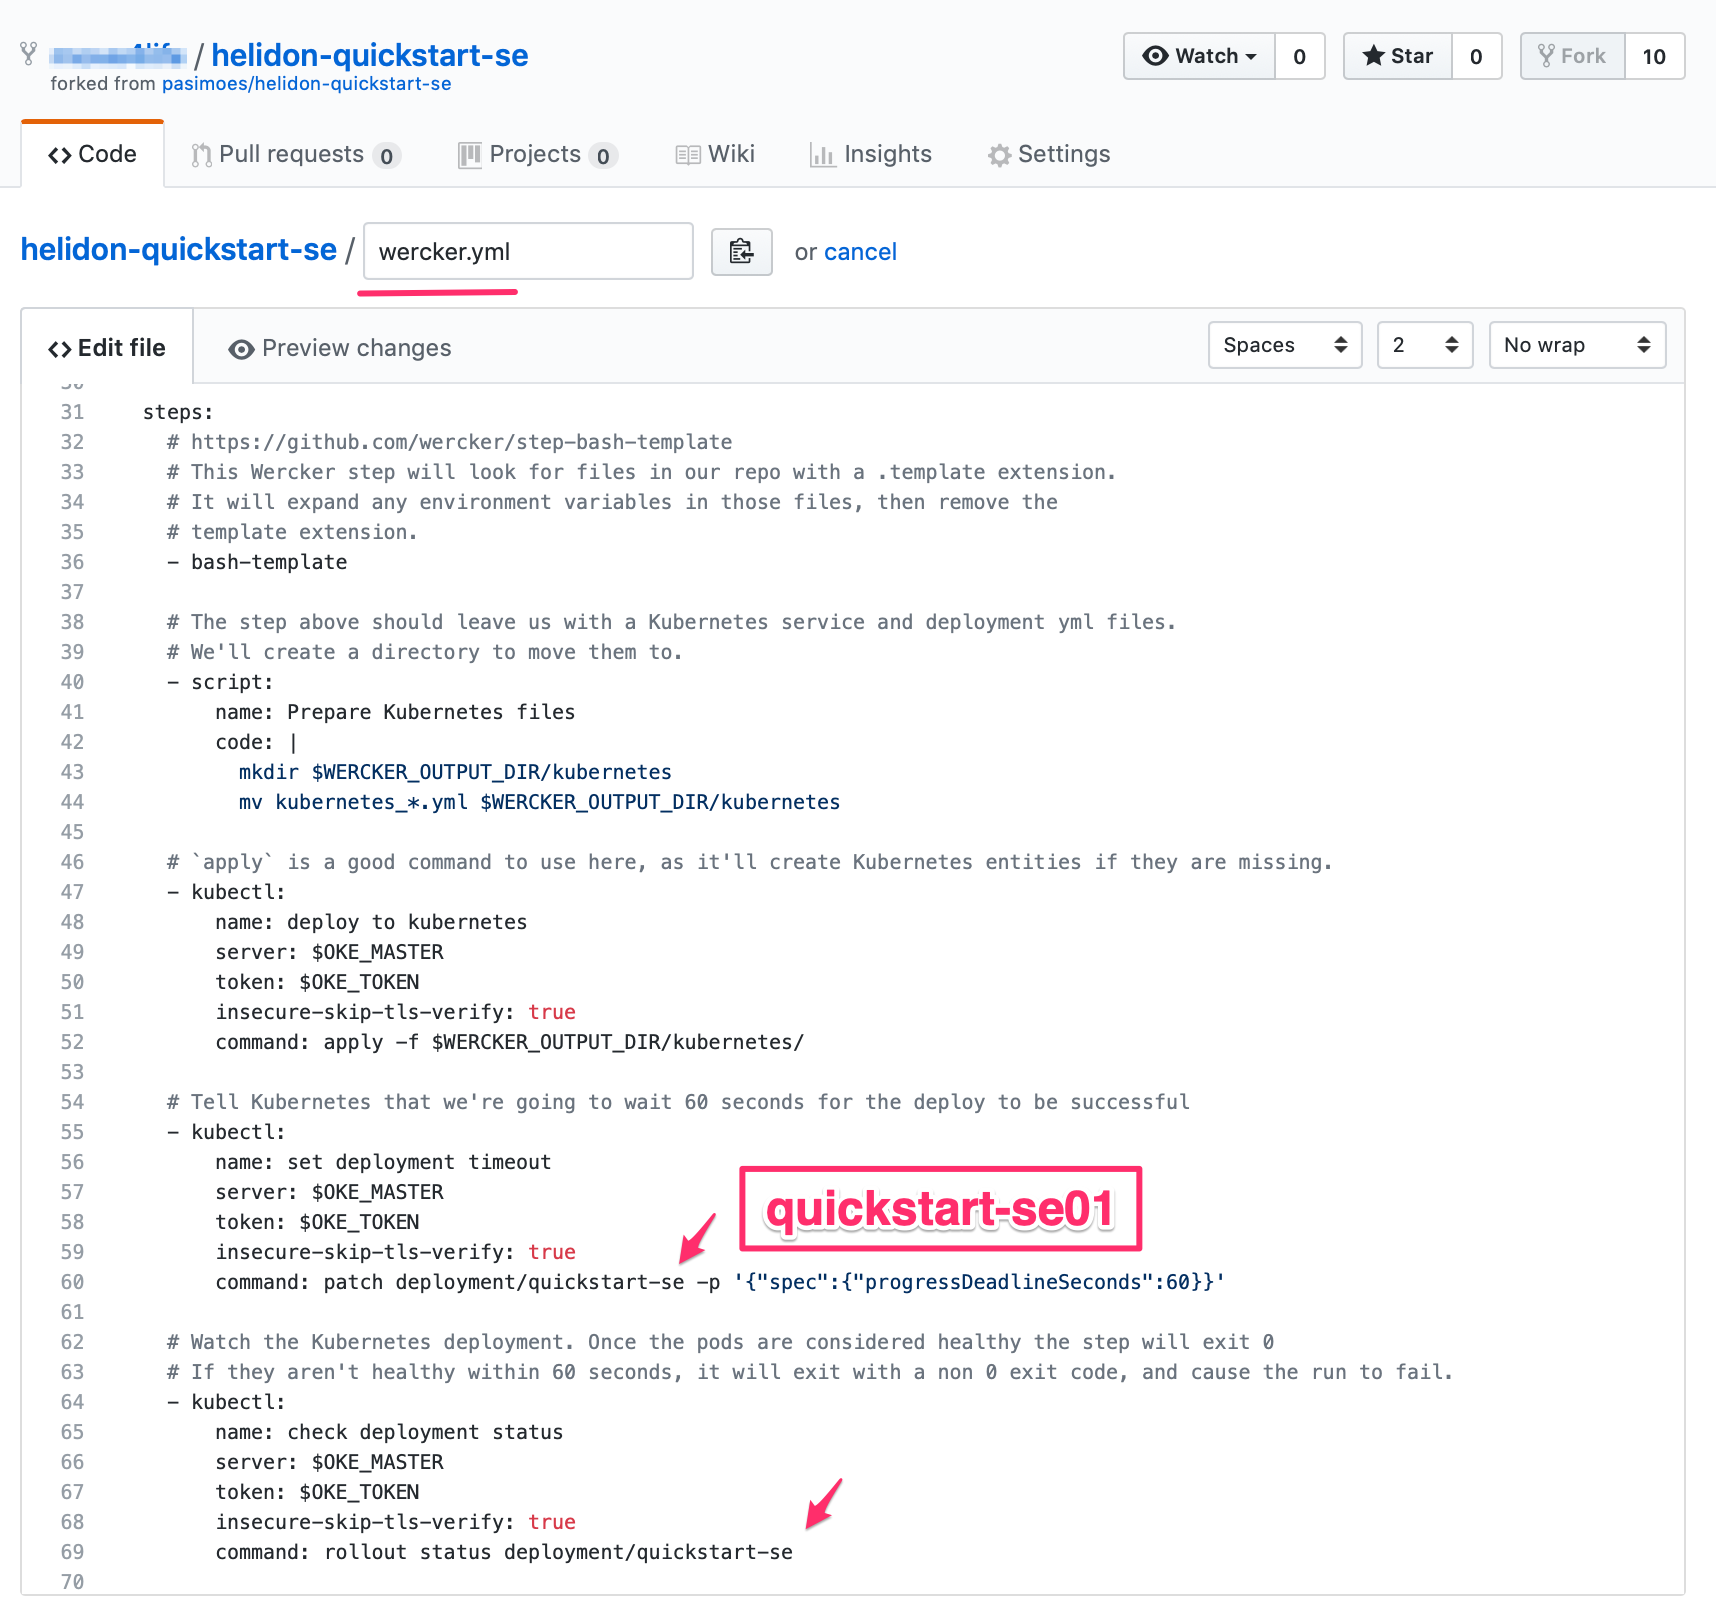 / helidon-quickstart-se
forked from pasimoes/helidon-quickstart-se
Watch 0 Star 0 Fork 10
Code Pull requests 0 Projects 0 Wiki Insights Settings
helidon-quickstart-se / wercker.yml or cancel
Edit file Preview changes Spaces 2 No wrap
31 steps:
32 # https://github.com/wercker/step-bash-template
33 # This Wercker step will look for files in our repo with a .template extension.
34 # It will expand any environment variables in those files, then remove the
35 # template extension.
36 - bash-template
37
38 # The step above should leave us with a Kubernetes service and deployment yml files.
39 # We'll create a directory to move them to.
40 - script:
41 name: Prepare Kubernetes files
42 code: |
43 mkdir $WERCKER_OUTPUT_DIR/kubernetes
44 mv kubernetes_*.yml $WERCKER_OUTPUT_DIR/kubernetes
45
46 # `apply` is a good command to use here, as it'll create Kubernetes entities if they are missing.
47 - kubectl:
48 name: deploy to kubernetes
49 server: $OKE_MASTER
50 token: $OKE_TOKEN
51 insecure-skip-tls-verify: true
52 command: apply -f $WERCKER_OUTPUT_DIR/kubernetes/
53
54 # Tell Kubernetes that we're going to wait 60 seconds for the deploy to be successful
55 - kubectl:
56 name: set deployment timeout
57 server: $OKE_MASTER
quickstart-se01
58 token: $OKE_TOKEN
59 insecure-skip-tls-verify: true
60 command: patch deployment/quickstart-se -p '{"spec":{"progressDeadlineSeconds":60}}'
61
62 # Watch the Kubernetes deployment. Once the pods are considered healthy the step will exit 0
63 # If they aren't healthy within 60 seconds, it will exit with a non 0 exit code, and cause the run to fail.
64 - kubectl:
65 name: check deployment status
66 server: $OKE_MASTER
67 token: $OKE_TOKEN
68 insecure-skip-tls-verify: true
69 command: rollout status deployment/quickstart-se
70